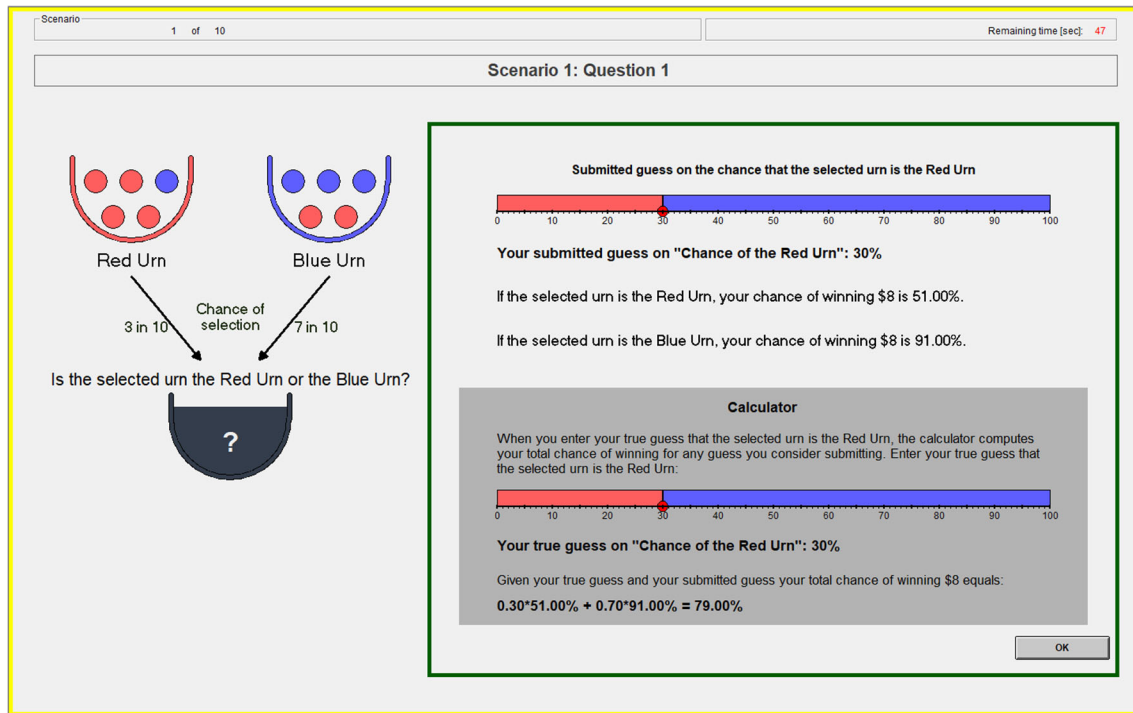 Scenario
1 of 10
Remaining time [sec]: 47
Scenario 1: Question 1
Red Urn
Blue Urn
Chance of
selection
3 in 10
7 in 10
Is the selected urn the Red Urn or the Blue Urn?
?
Submitted guess on the chance that the selected urn is the Red Urn
0 10 20 30 40 50 60 70 80 90 100
Your submitted guess on "Chance of the Red Urn": 30%
If the selected urn is the Red Urn, your chance of winning $8 is 51.00%.
If the selected urn is the Blue Urn, your chance of winning $8 is 91.00%.
Calculator
When you enter your true guess that the selected urn is the Red Urn, the calculator computes
your total chance of winning for any guess you consider submitting. Enter your true guess that
the selected urn is the Red Urn:
0 10 20 30 40 50 60 70 80 90 100
Your true guess on "Chance of the Red Urn": 30%
Given your true guess and your submitted guess your total chance of winning $8 equals:
0.30*51.00% + 0.70*91.00% = 79.00%
OK